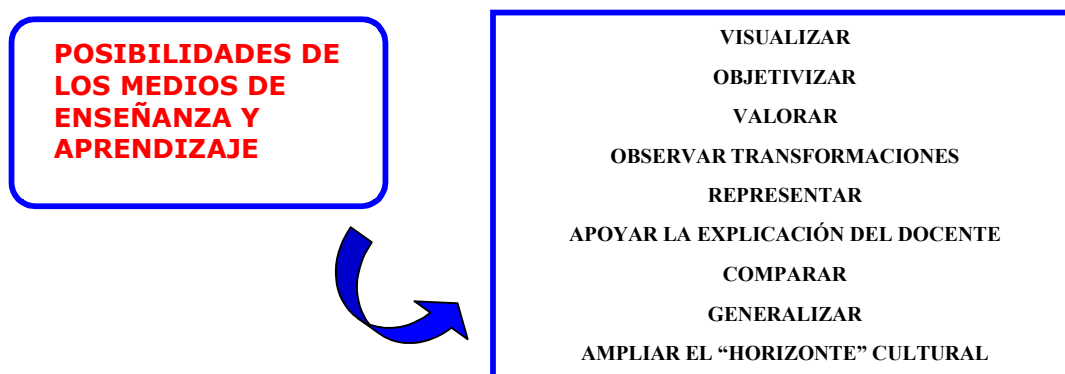 POSIBILIDADES DE
LOS MEDIOS DE
ENSEÑANZA Y
APRENDIZAJE
VISUALIZAR
OBJETIVIZAR
VALORAR
OBSERVAR TRANSFORMACIONES
REPRESENTAR
APOYAR LA EXPLICACIÓN DEL DOCENTE
COMPARAR
GENERALIZAR
AMPLIAR EL “HORIZONTE” CULTURAL